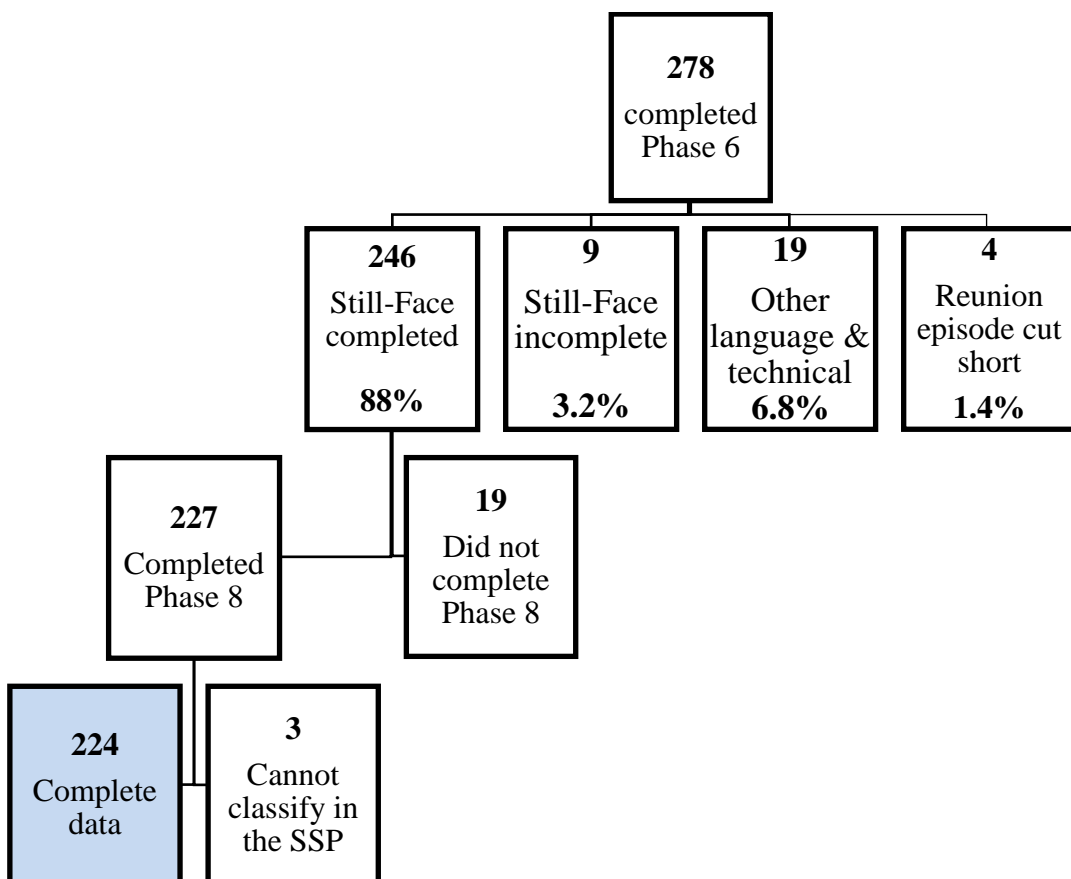 278
completed
Phase 6
246
Still-Face
completed
88%
9
Still-Face
incomplete
3.2%
19
Other
language &
technical
6.8%
4
Reunion
episode cut
short
1.4%
227
Completed
Phase 8
19
Did not
complete
Phase 8
224
Complete
data
3
Cannot
classify in
the SSP